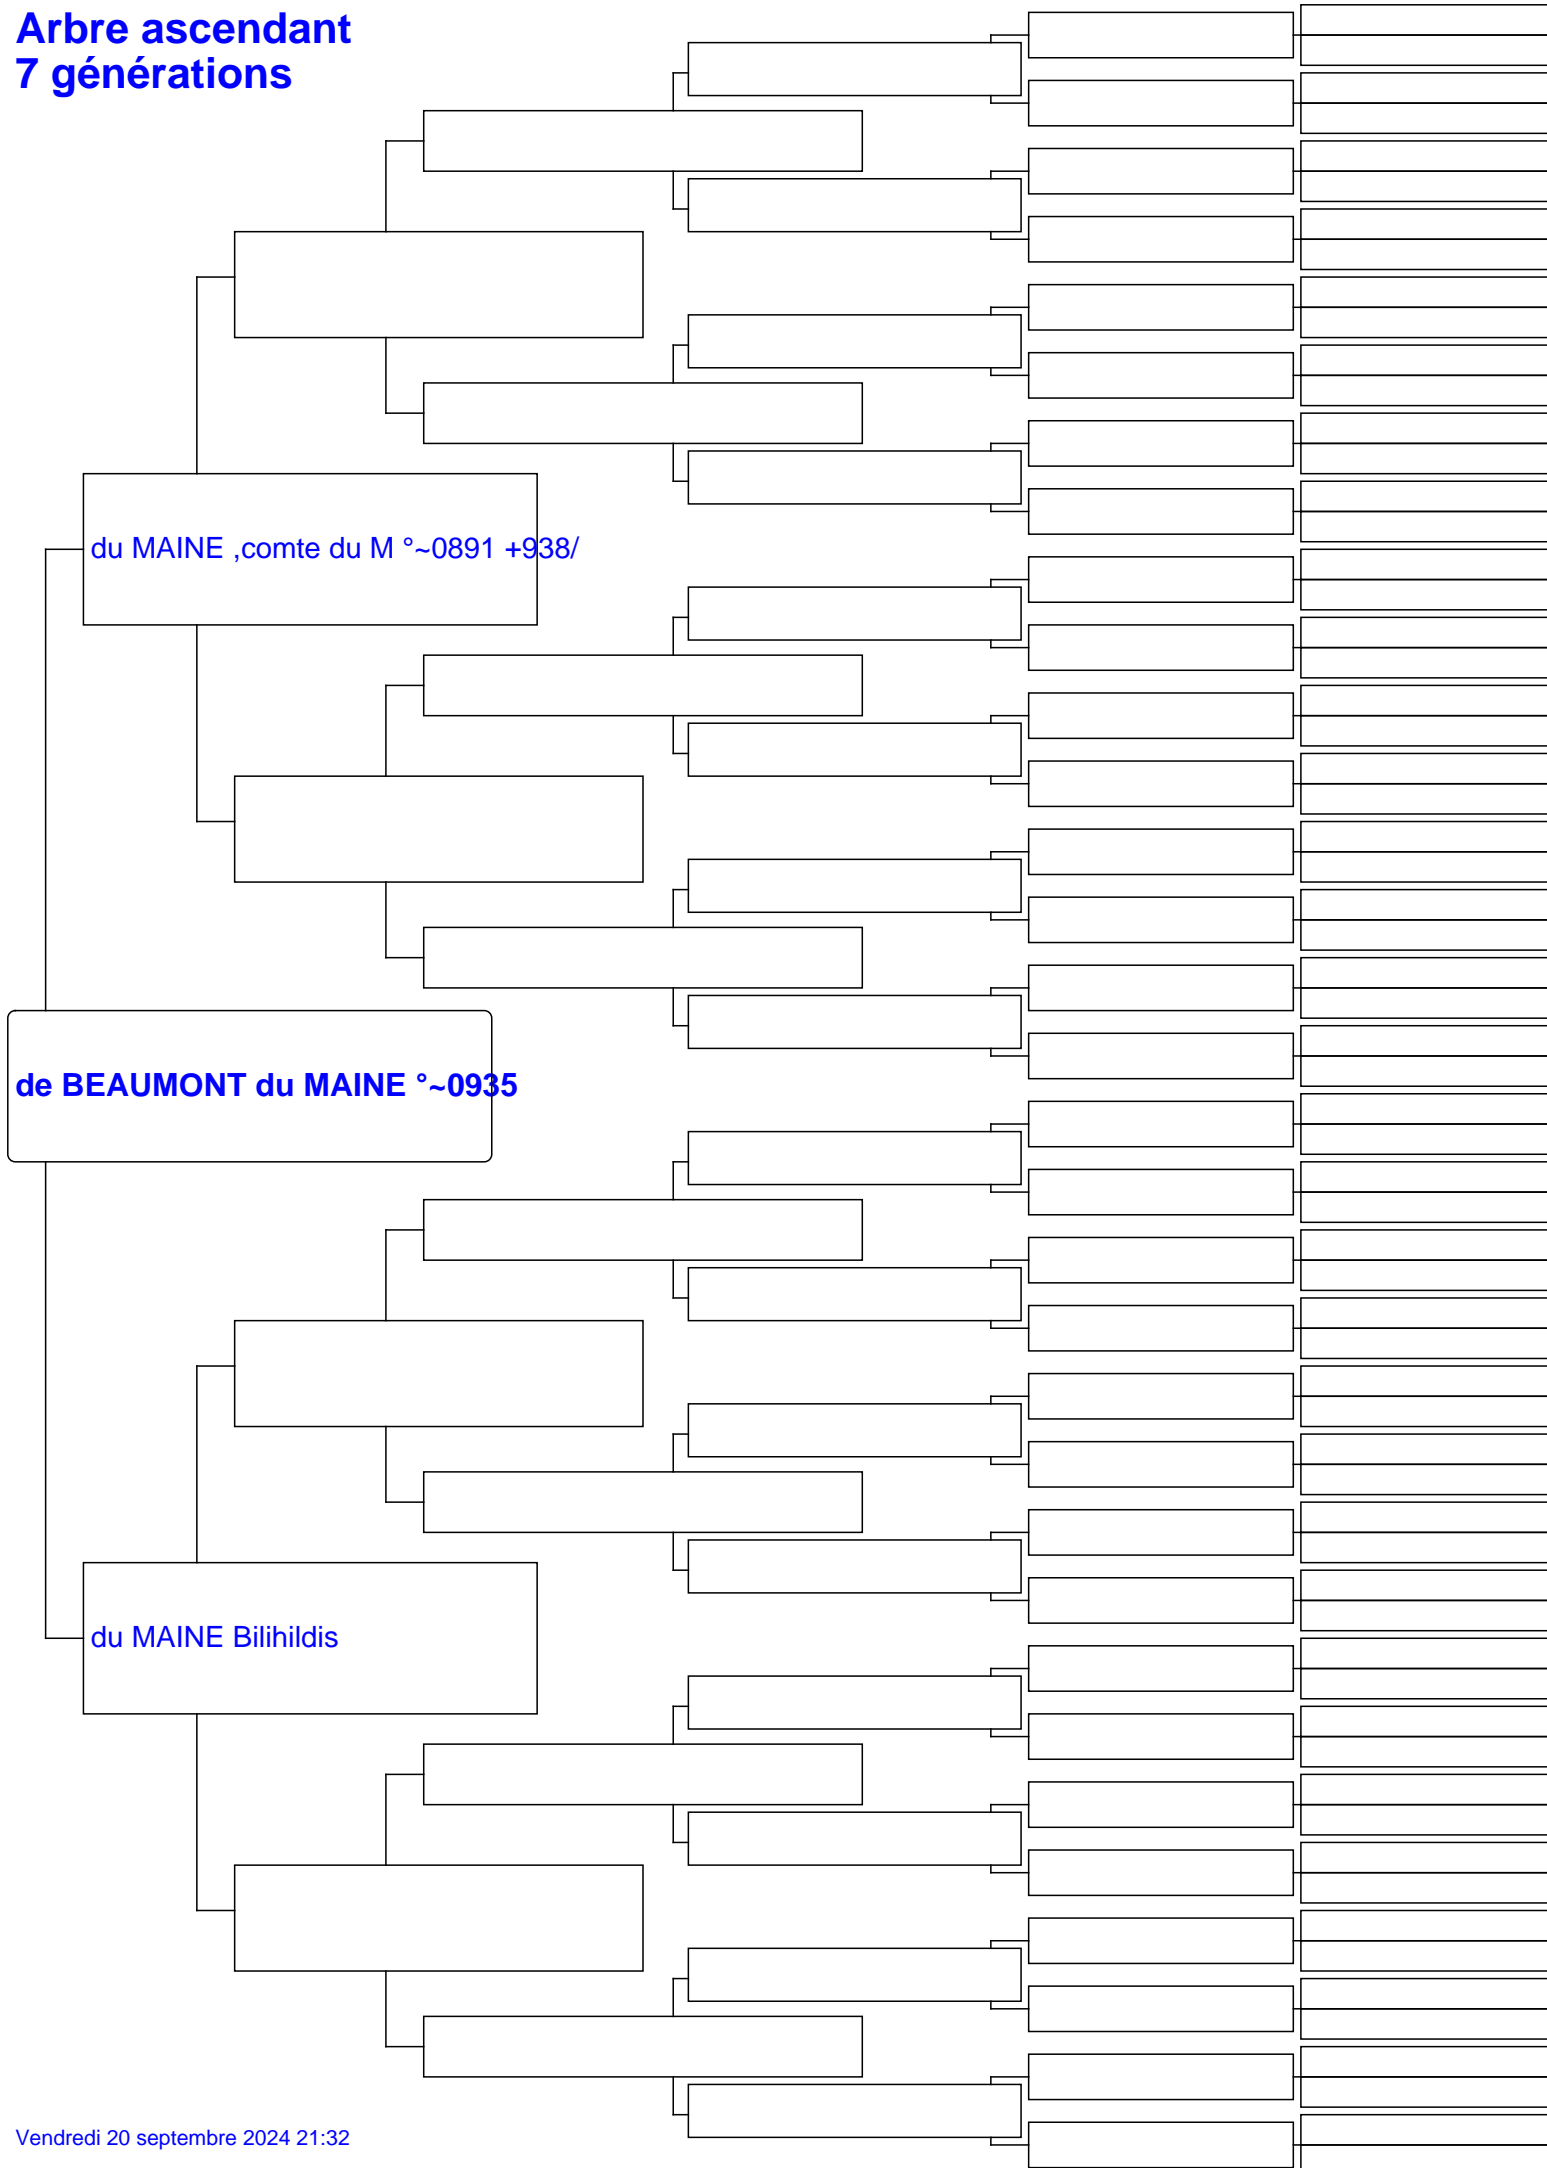 Arbre ascendant
7 générations
du MAINE ,comte du M °~0891 +938/
de BEAUMONT du MAINE °~0935
du MAINE Bilihildis
Vendredi 20 septembre 2024 21:32